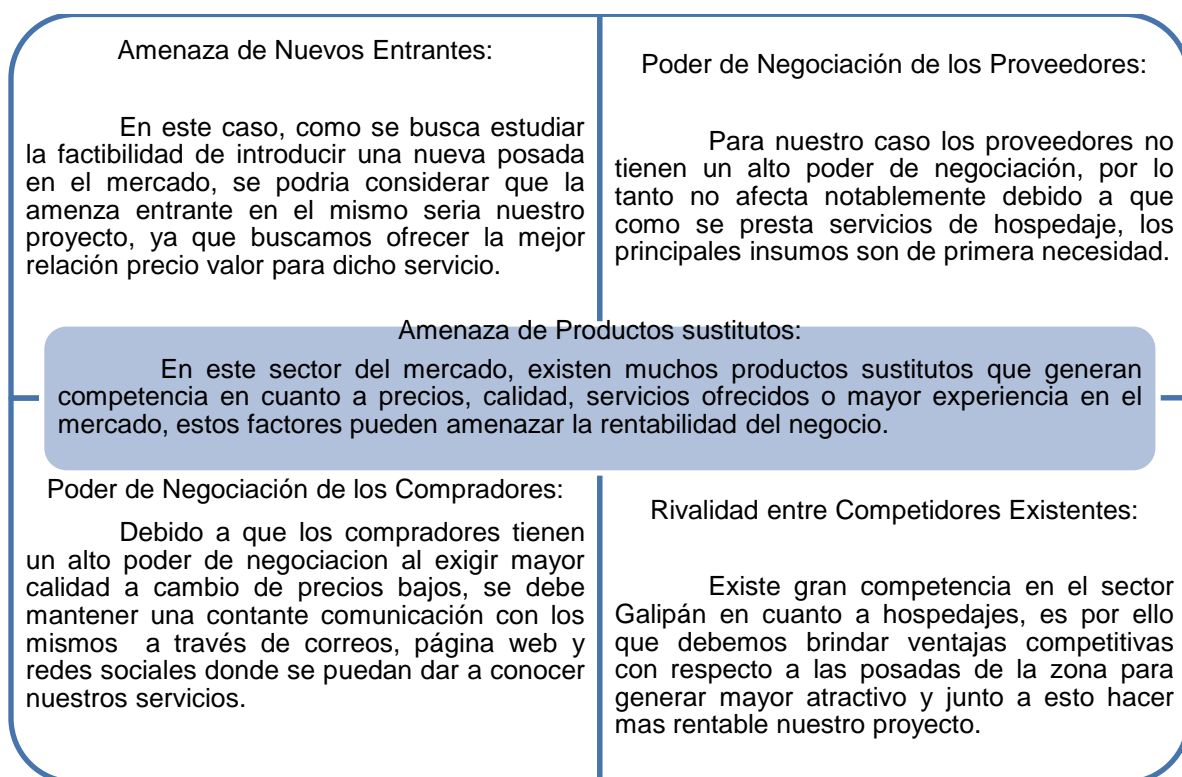 Amenaza de Nuevos Entrantes:
En este caso, como se busca estudiar
la factibilidad de introducir una nueva posada
en el mercado, se podria considerar que la
amenza entrante en el mismo seria nuestro
proyecto, ya que buscamos ofrecer la mejor
relación precio valor para dicho servicio.
Poder de Negociación de los Proveedores:
Para nuestro caso los proveedores no
tienen un alto poder de negociación, por lo
tanto no afecta notablemente debido a que
como se presta servicios de hospedaje, los
principales insumos son de primera necesidad.
Amenaza de Productos sustitutos:
En este sector del mercado, existen muchos productos sustitutos que generan
competencia en cuanto a precios, calidad, servicios ofrecidos o mayor experiencia en el
mercado, estos factores pueden amenazar la rentabilidad del negocio.
Poder de Negociación de los Compradores:
Debido a que los compradores tienen
un alto poder de negociacion al exigir mayor
calidad a cambio de precios bajos, se debe
mantener una contante comunicación con los
mismos a través de correos, página web y
redes sociales donde se puedan dar a conocer
nuestros servicios.
Rivalidad entre Competidores Existentes:
Existe gran competencia en el sector
Galipán en cuanto a hospedajes, es por ello
que debemos brindar ventajas competitivas
con respecto a las posadas de la zona para
generar mayor atractivo y junto a esto hacer
mas rentable nuestro proyecto.